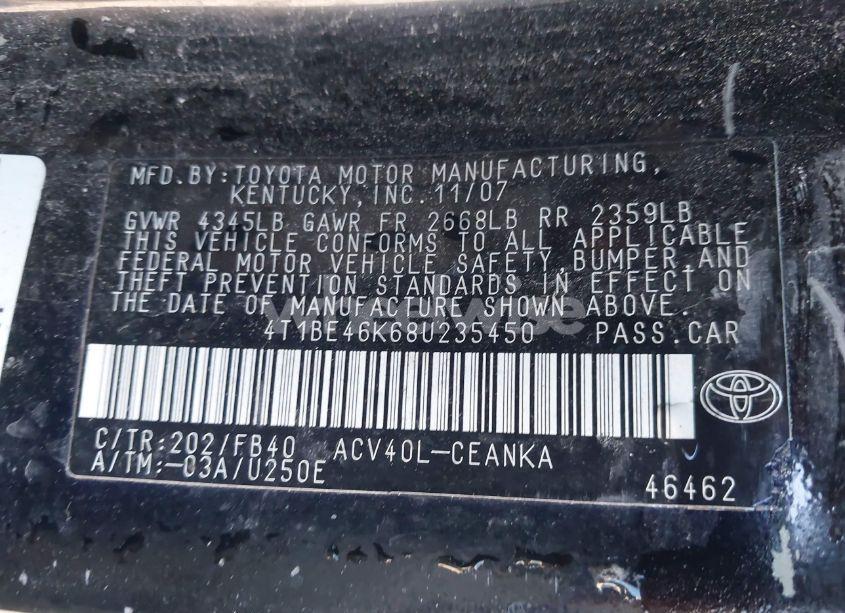 MFD.BY:TOYOTA MOTOR MANUFACTURING,
KENTUCKY,INC.11/07
GVWR 4345LB GAWR FR 2668LB RR 2359LB
THIS VEHICLE CONFORMS TO ALL APPLICABLE
FEDERAL MOTOR VEHICLE SAFETY,BUMPER,AND
THEFT PREVENTION STANDARDS IN EFFECT ON
THE DATE OF MANUFACTURE SHOWN ABOVE.
4T1BE46K68U235450 PASS.CAR
C/TR:202/FB40 ACV40L-CEANKA
A/TM:-03A/U250E
46462